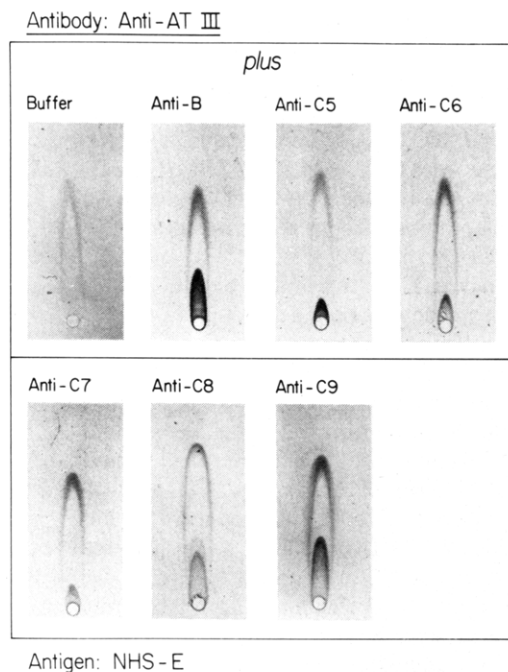 Antibody: Anti-AT III
plus
Buffer Anti-B Anti-C5 Anti-C6
Anti-C7 Anti-C8 Anti-C9
Antigen: NHS-E